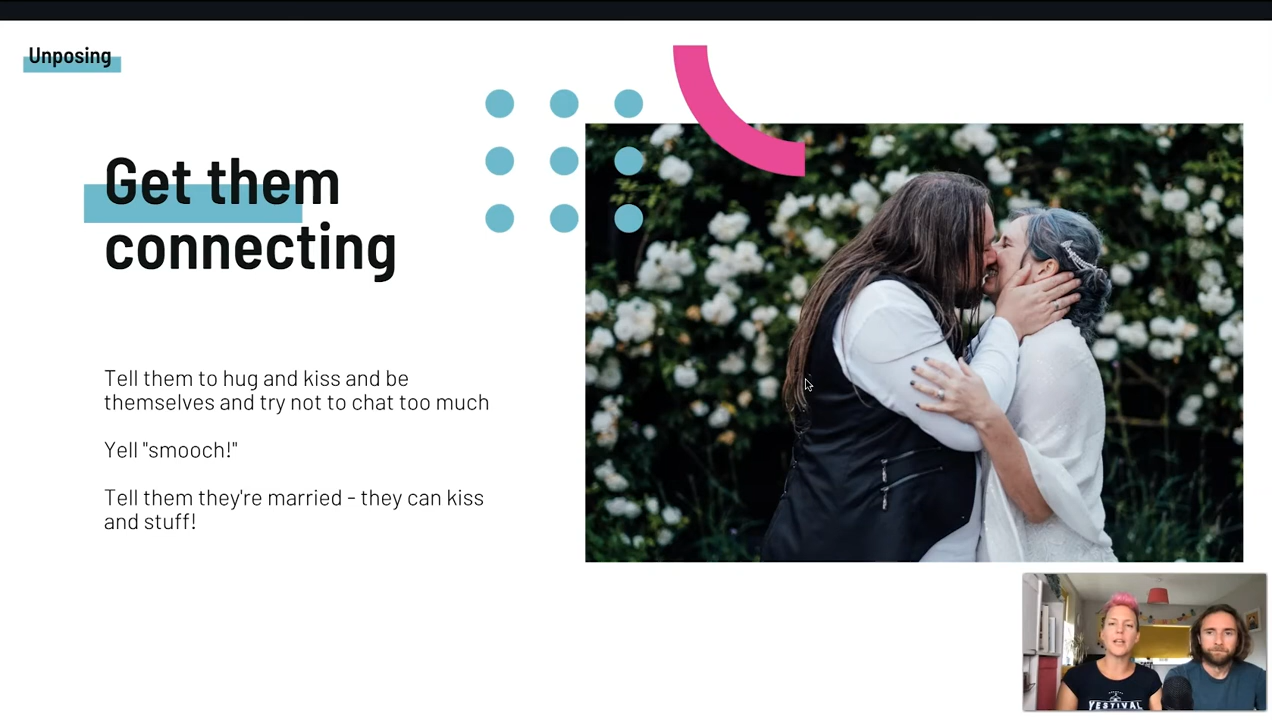 Unposing
Get them
connecting
Tell them to hug and kiss and be
themselves and try not to chat too much
Yell "smooch!"
Tell them they're married - they can kiss
and stuff!
YESTIVAL